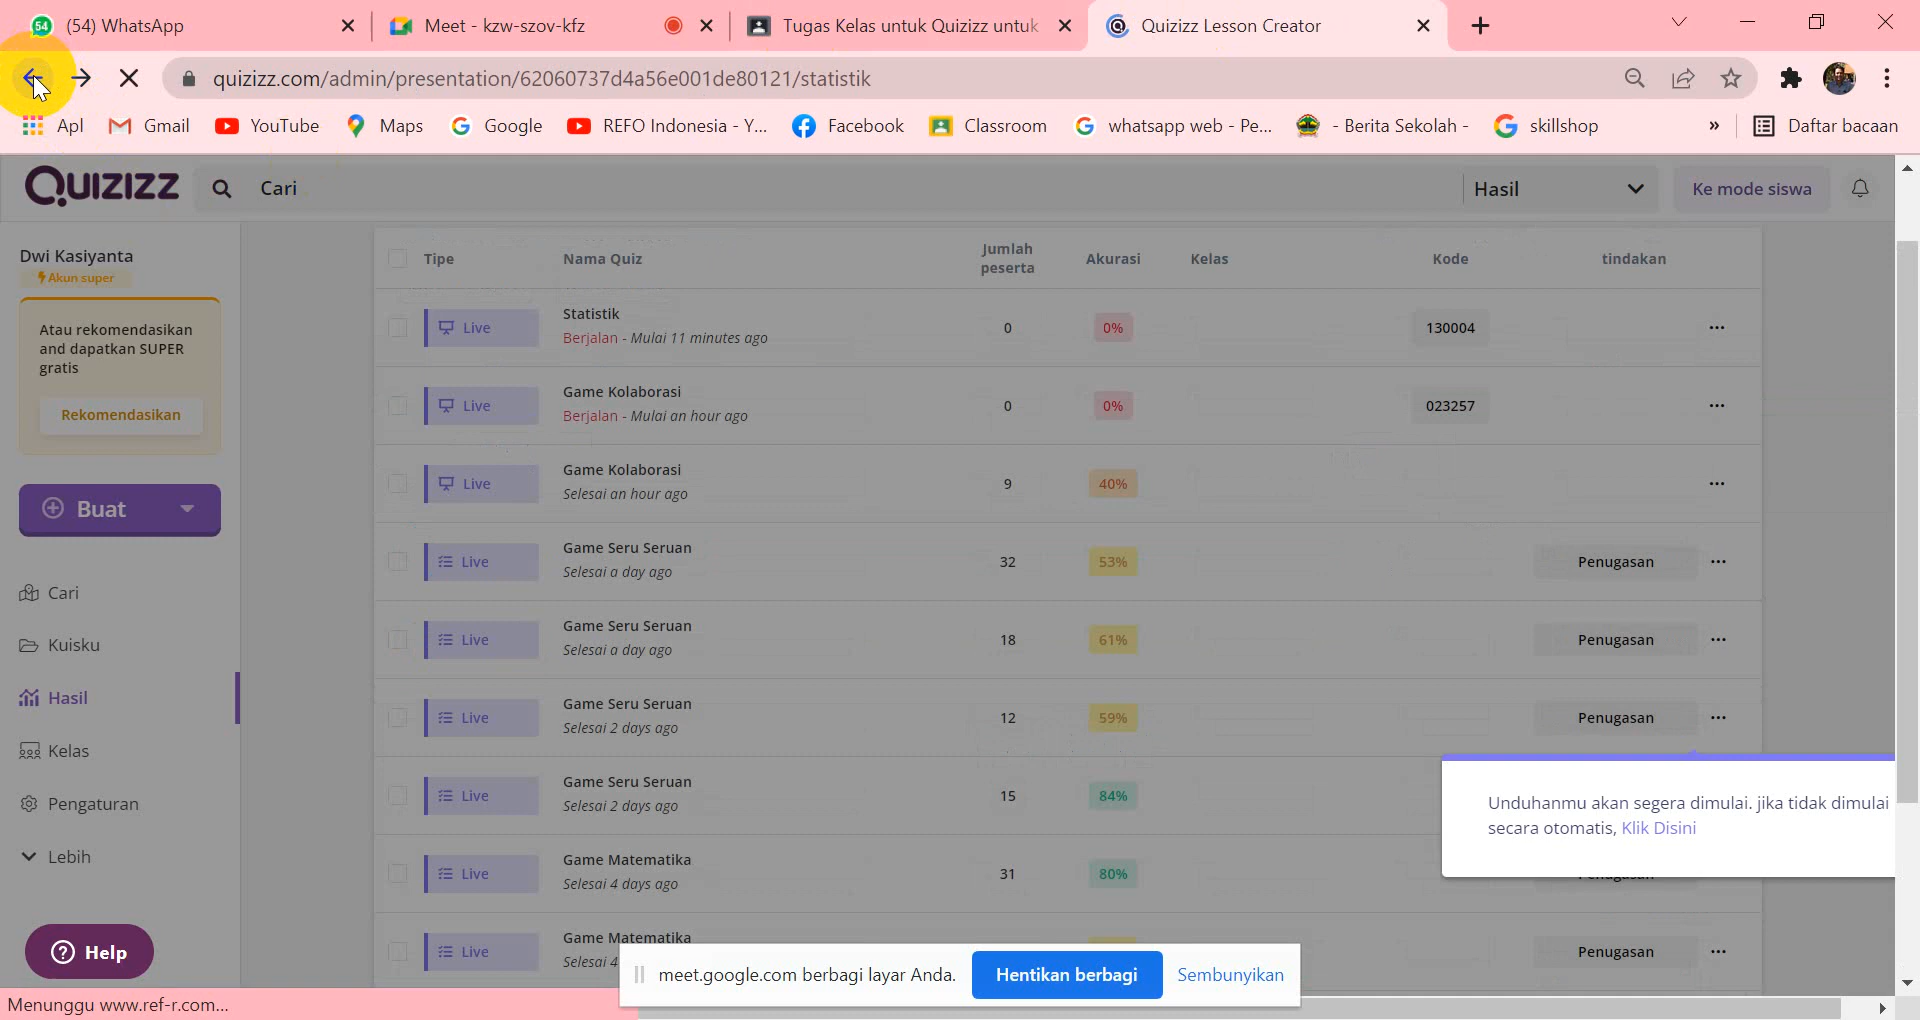 54 (54) WhatsApp
Meet - kzw-szov-kfz
Tugas Kelas untuk Quizizz untuk
Quizizz Lesson Creator
quizizz.com/admin/presentation/62060737d4a56e001de80121/statistik
Apl
Gmail
YouTube
Maps
Google
REFO Indonesia - Y...
Facebook
Classroom
whatsapp web - Pe...
- Berita Sekolah -
skillshop
»
Daftar bacaan
QUIZIZZ
Cari
Hasil
Ke mode siswa
Dwi Kasiyanta
Akun super
Atau rekomendasikan
and dapatkan SUPER
gratis
Rekomendasikan
Buat
Cari
Kuisku
Hasil
Kelas
Pengaturan
Lebih
Help
Tipe Nama Quiz Jumlah peserta Akurasi Kelas Kode tindakan
Live Statistik 0 0% 130004 ...
Berjalan - Mulai 11 minutes ago
Live Game Kolaborasi 0 0% 023257 ...
Berjalan - Mulai an hour ago
Live Game Kolaborasi 9 40% ...
Selesai an hour ago
Live Game Seru Seruan 32 53% Penugasan ...
Selesai a day ago
Live Game Seru Seruan 18 61% Penugasan ...
Selesai a day ago
Live Game Seru Seruan 12 59% Penugasan ...
Selesai 2 days ago
Live Game Seru Seruan 15 84%
Selesai 2 days ago
Live Game Matematika 31 80%
Selesai 4 days ago
Live Game Matematika Penugasan ...
Selesai 4
Unduhanmu akan segera dimulai. jika tidak dimulai
secara otomatis, Klik Disini
meet.google.com berbagi layar Anda.
Hentikan berbagi
Sembunyikan
Menunggu www.ref-r.com...